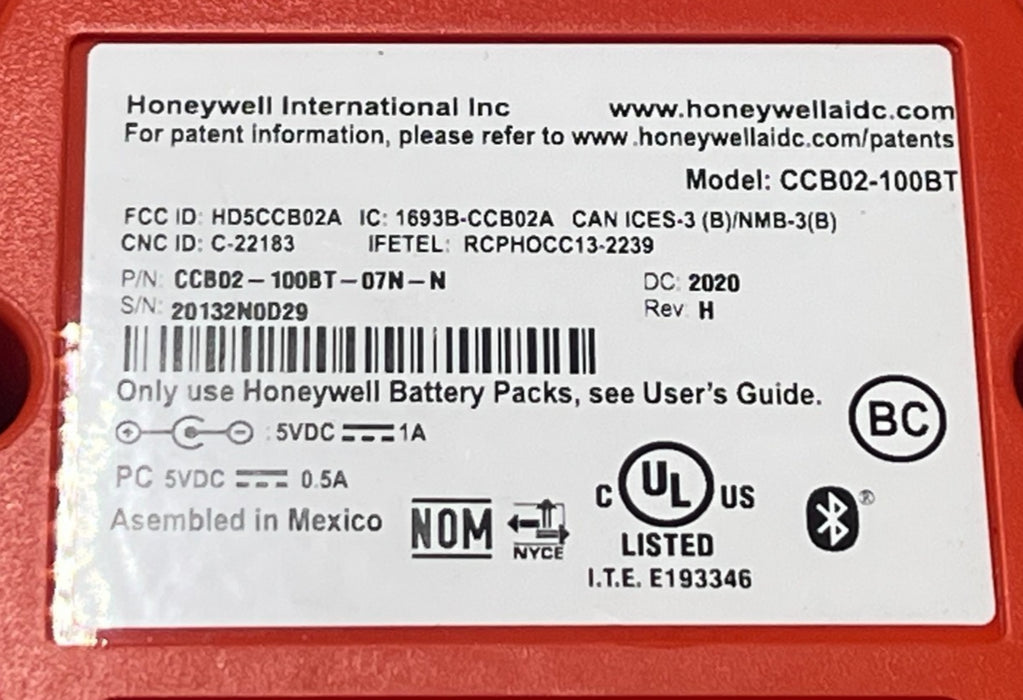 Honeywell International Inc www.honeywellaidc.com
For patent information, please refer to www.honeywellaidc.com/patents
Model: CCB02-100BT
FCC ID: HD5CCB02A IC: 1693B-CCB02A CAN ICES-3 (B)/NMB-3(B)
CNC ID: C-22183 IFETEL: RCPHOCC13-2239
P/N: CCB02-100BT-07N-N DC: 2020
S/N: 20132N0D29 Rev H
Only use Honeywell Battery Packs, see User's Guide.
BC
: 5VDC 1A
PC 5VDC 0.5A
C UL US
LISTED
I.T.E. E193346
Asembled in Mexico
NOM
NYCE
®